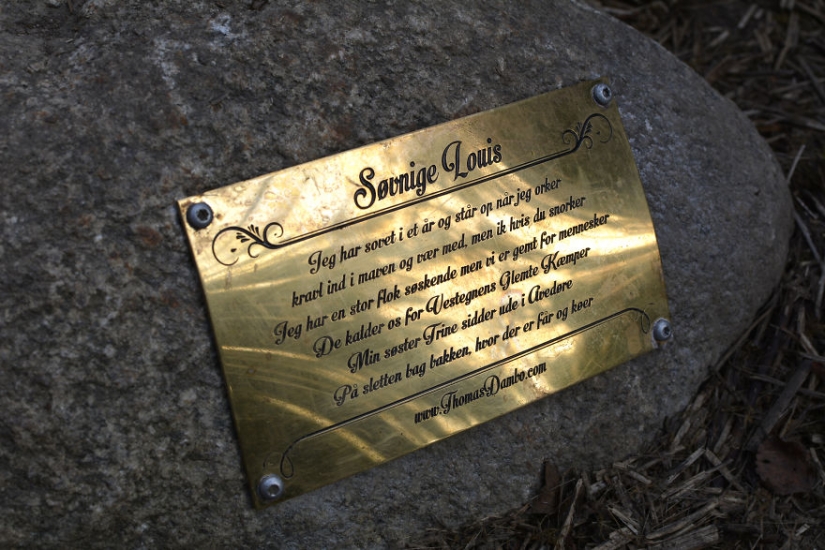 Søvnige Louis
Jeg har sovet i et år og står op når jeg orker
kravl ind i maven og vær med, men ik hvis du snorker
Jeg har en stor flok søskende men vi er gemt for mennesker
De kalder os for Vestegnens Glemte Kæmper
Min søster Trine sidder ude i Avedøre
På sletten bag bakken, hvor der er får og køer
www.ThomasDambo.com